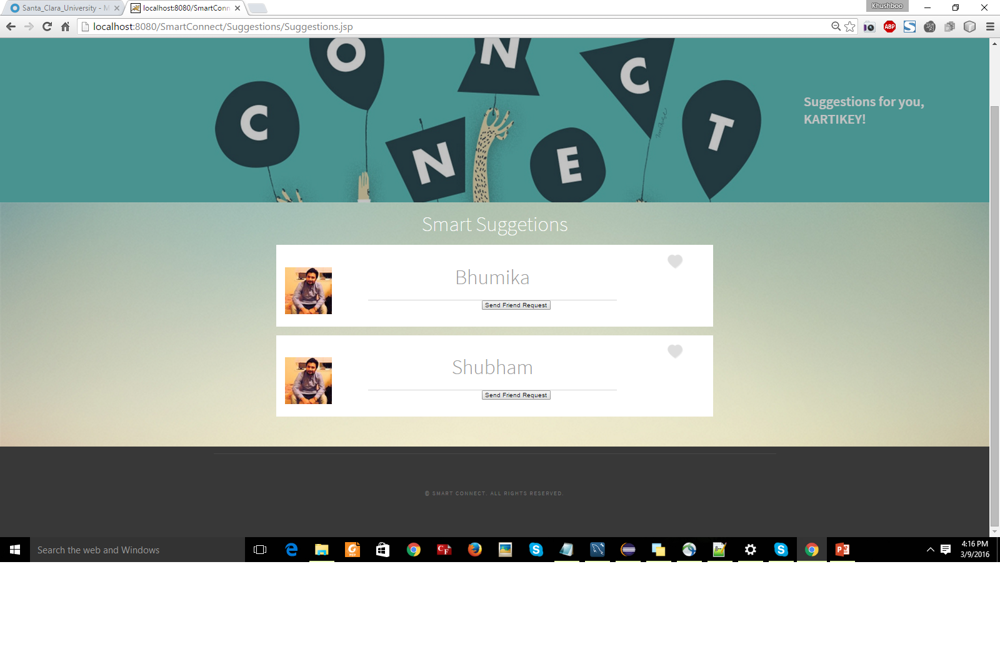 Khushboo
Santa_Clara_University - M
localhost:8080/SmartConn
localhost:8080/SmartConnect/Suggestions/Suggestions.jsp
ABP
S
C O N N E C T
Suggestions for you,
KARTIKEY!
Smart Suggetions
Bhumika
Send Friend Request
Shubham
Send Friend Request
© SMART CONNECT. ALL RIGHTS RESERVED.
Search the web and Windows
4:16 PM
3/9/2016